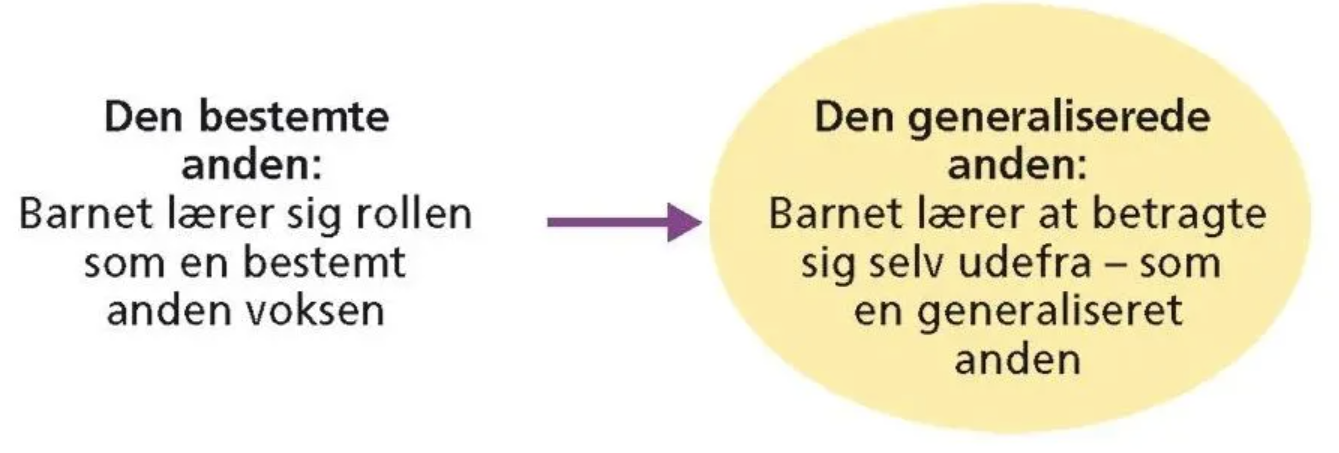 Den bestemte
anden:
Barnet lærer sig rollen
som en bestemt
anden voksen
Den generaliserede
anden:
Barnet lærer at betragte
sig selv udefra – som
en generaliseret
anden